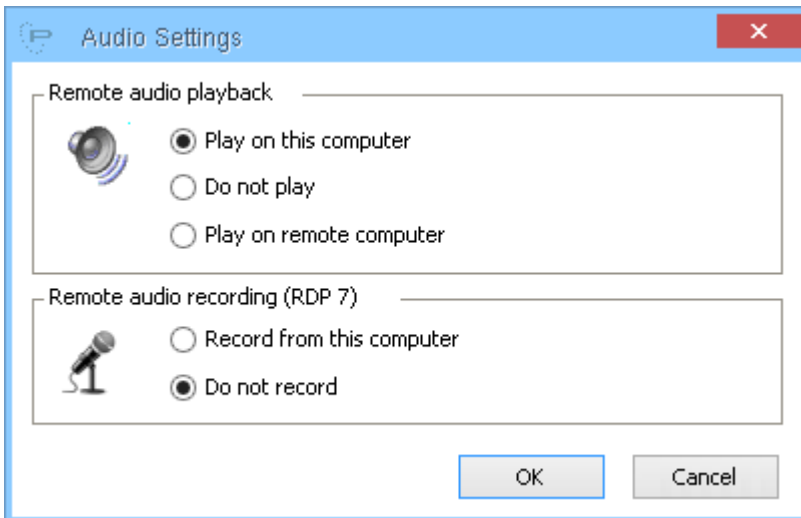 Audio Settings
Remote audio playback
Play on this computer
Do not play
Play on remote computer
Remote audio recording (RDP 7)
Record from this computer
Do not record
OK
Cancel